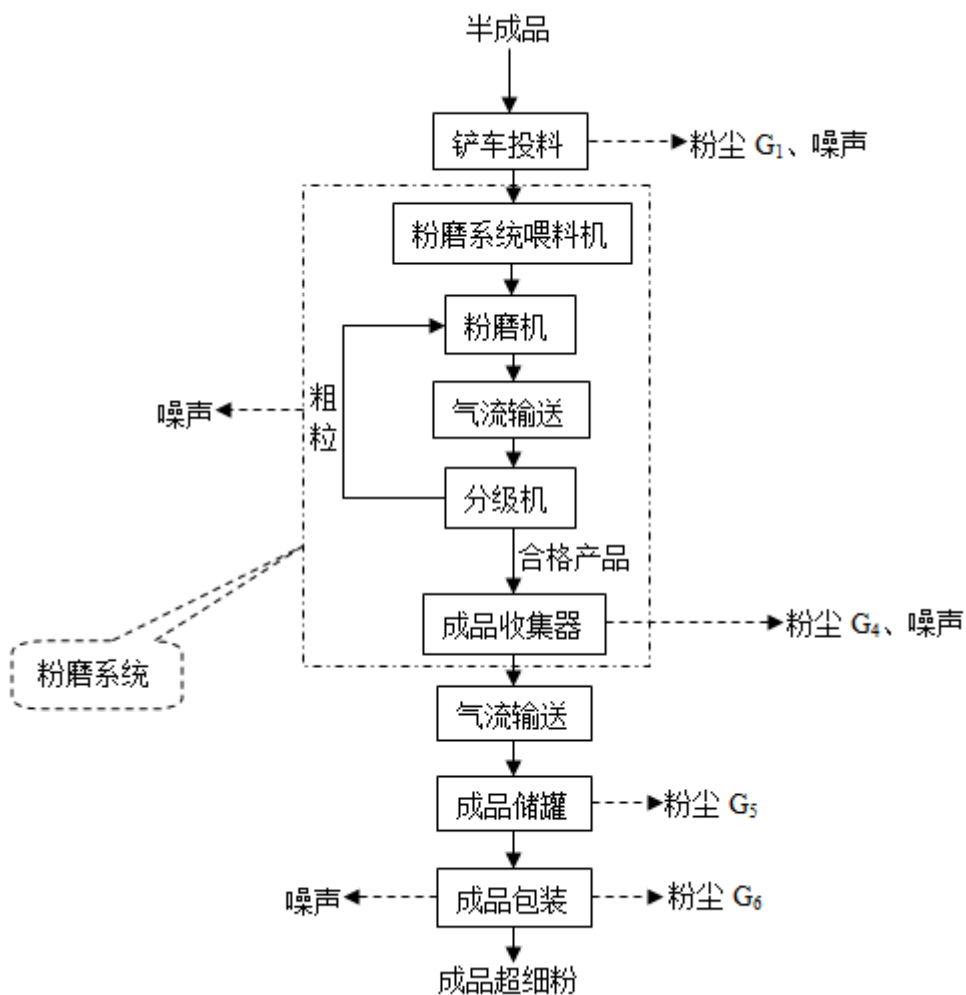 半成品
铲车投料
粉尘 G₁、噪声
粉磨系统喂料机
粉磨机
粗
粒
噪声
气流输送
分级机
合格产品
成品收集器
粉尘 G₄、噪声
粉磨系统
气流输送
成品储罐
粉尘 G₅
噪声
成品包装
粉尘 G₆
成品超细粉